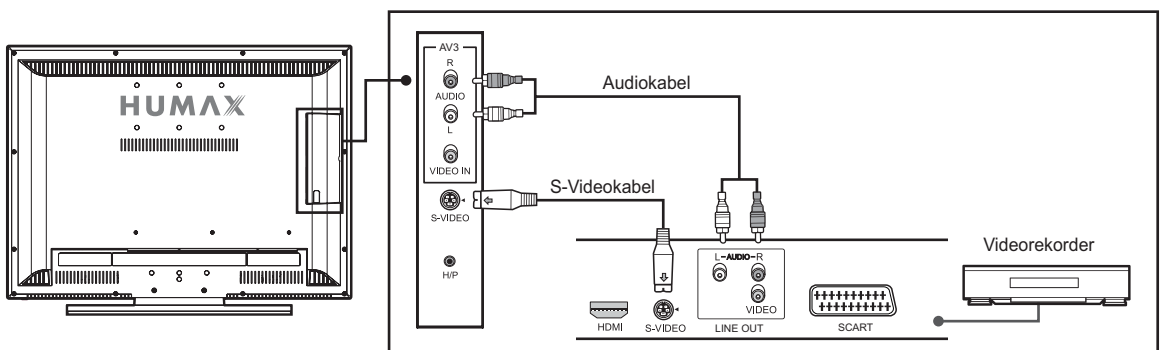 HUMAX
AV3
R
AUDIO
L
VIDEO IN
S-VIDEO
H/P
Audiokabel
S-Videokabel
L-AUDIO-R
VIDEO
HDMI
S-VIDEO
LINE OUT
SCART
Videorekorder